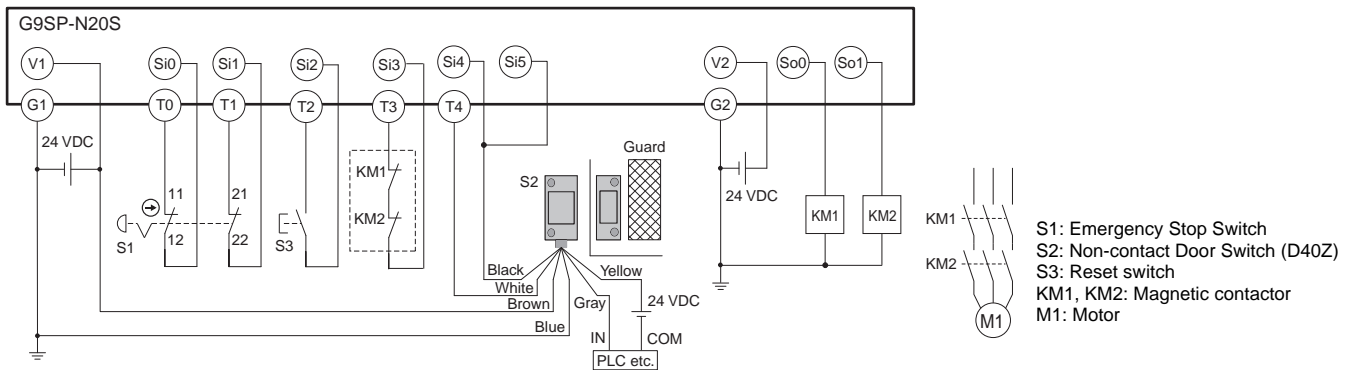 G9SP-N20S
V1 Si0 Si1 Si2 Si3 Si4 Si5 V2 So0 So1
G1 T0 T1 T2 T3 T4 G2
24 VDC
Guard
KM1
S2
24 VDC
11 21
KM2
KM1 KM2
KM1
S1
12 22
S3
KM2
Black Yellow
White
Brown Gray 24 VDC
Blue
IN COM
PLC etc.
M1
S1: Emergency Stop Switch
S2: Non-contact Door Switch (D40Z)
S3: Reset switch
KM1, KM2: Magnetic contactor
M1: Motor